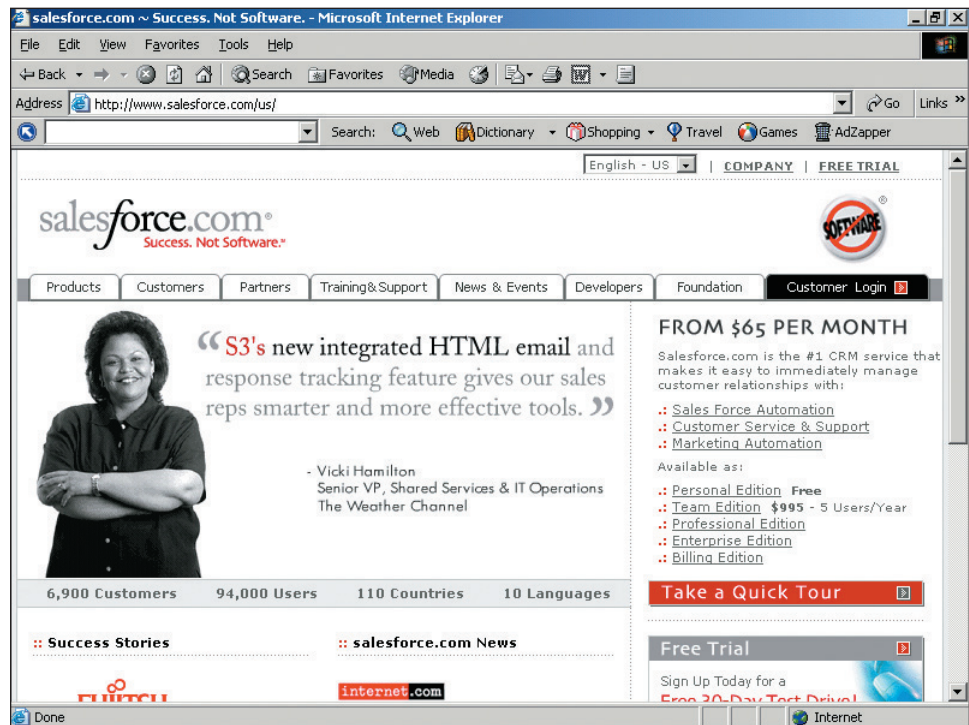 salesforce.com ~ Success. Not Software. - Microsoft Internet Explorer
File Edit View Favorites Tools Help
Back Search Favorites Media
Address http://www.salesforce.com/us/ Go Links »
Search: Web Dictionary Shopping Travel Games AdZapper
English - US | COMPANY | FREE TRIAL
salesforce.com®
Success. Not Software.™
SOFTWARE ®
Products Customers Partners Training & Support News & Events Developers Foundation Customer Login
“S3's new integrated HTML email and
response tracking feature gives our sales
reps smarter and more effective tools.”
- Vicki Hamilton
Senior VP, Shared Services & IT Operations
The Weather Channel
FROM $65 PER MONTH
Salesforce.com is the #1 CRM service that
makes it easy to immediately manage
customer relationships with:
.: Sales Force Automation
.: Customer Service & Support
.: Marketing Automation
Available as:
.: Personal Edition Free
.: Team Edition $995 - 5 Users/Year
.: Professional Edition
.: Enterprise Edition
.: Billing Edition
6,900 Customers 94,000 Users 110 Countries 10 Languages
Take a Quick Tour
:: Success Stories
FUJITSU
:: salesforce.com News
internet.com
Free Trial
Sign Up Today for a
Free 30-Day Test Drive!
Done Internet